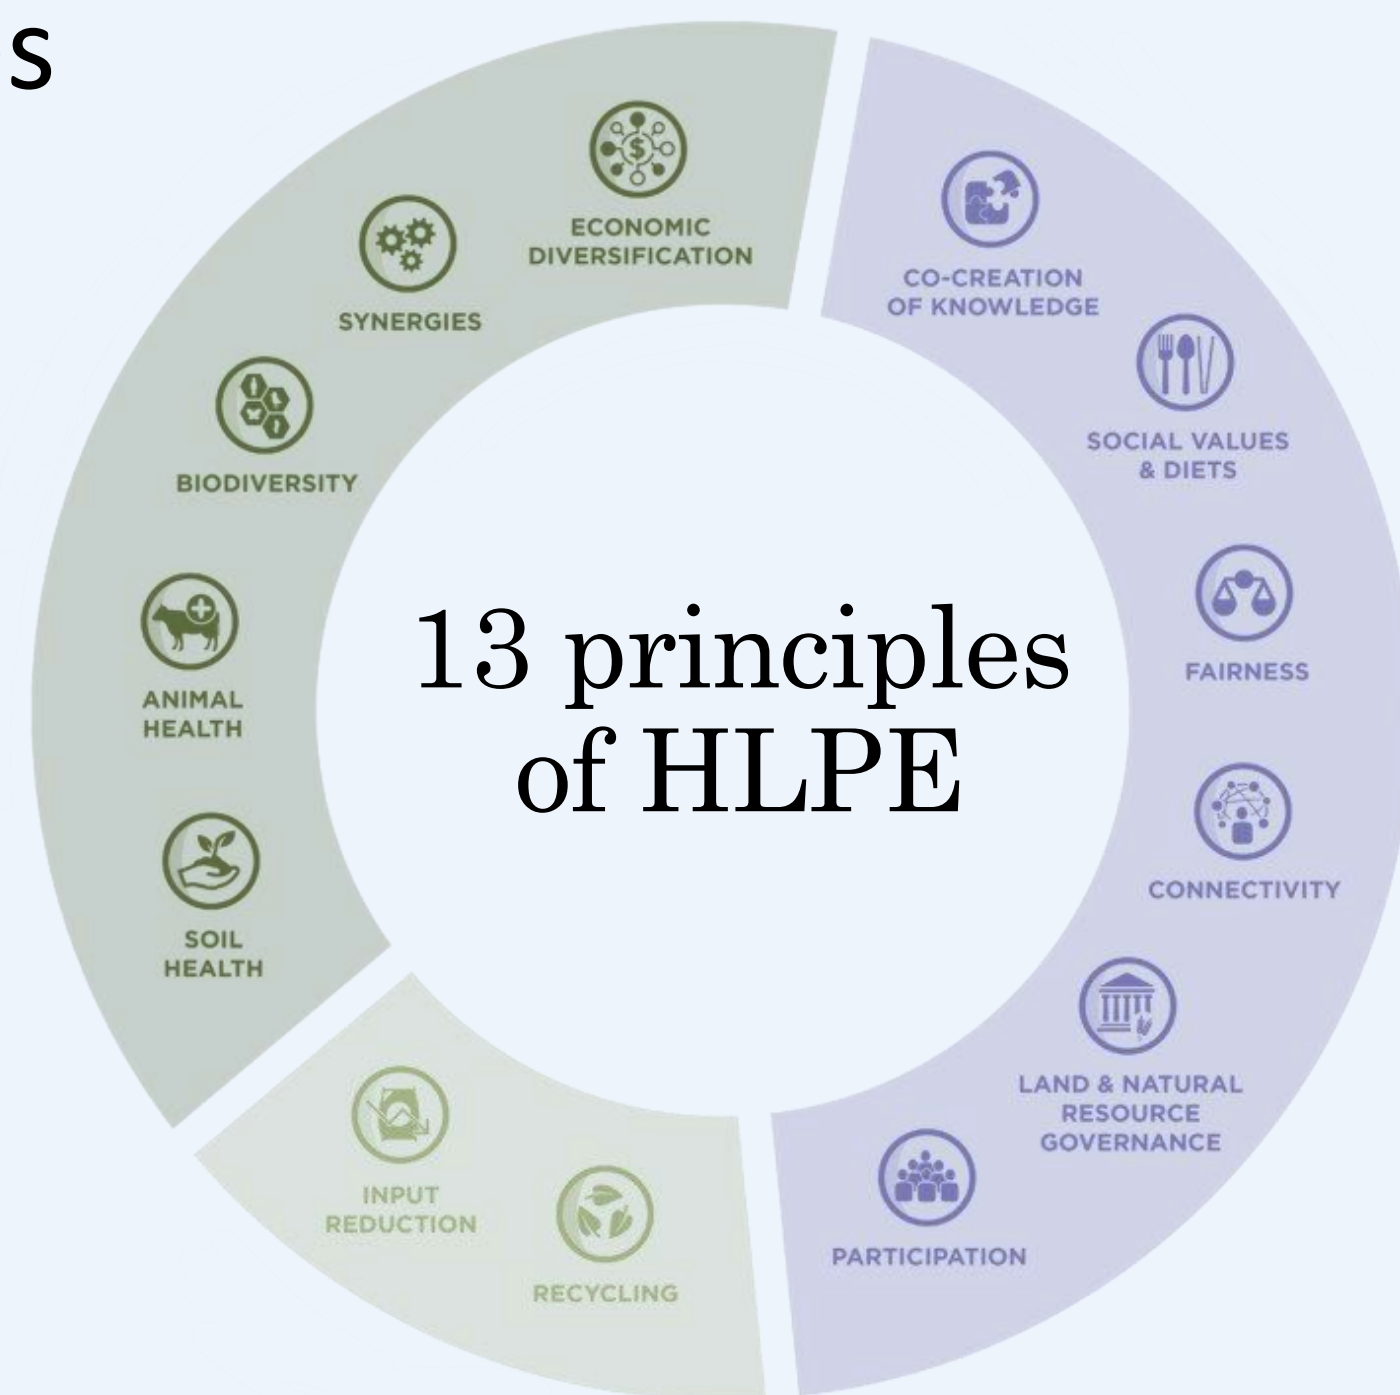 s
ECONOMIC
DIVERSIFICATION
SYNERGIES
BIODIVERSITY
ANIMAL
HEALTH
SOIL
HEALTH
INPUT
REDUCTION
RECYCLING
CO-CREATION
OF KNOWLEDGE
SOCIAL VALUES
& DIETS
FAIRNESS
CONNECTIVITY
LAND & NATURAL
RESOURCE
GOVERNANCE
PARTICIPATION
13 principles
of HLPE